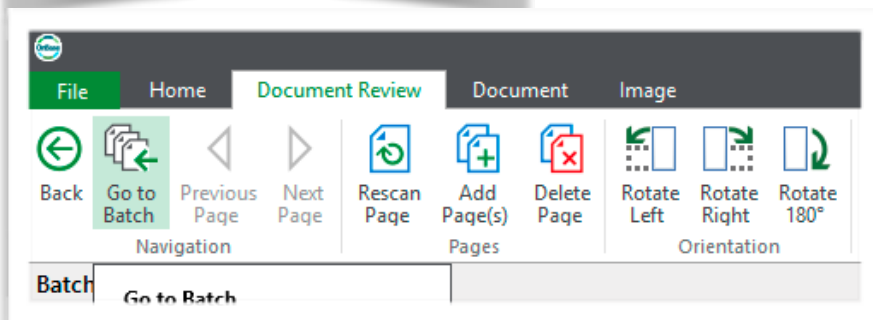 OnBase
File Home Document Review Document Image
Back Go to Batch Previous Page Next Page Rescan Page Add Page(s) Delete Page Rotate Left Rotate Right Rotate 180°
Navigation Pages Orientation
Batch
Go to Batch